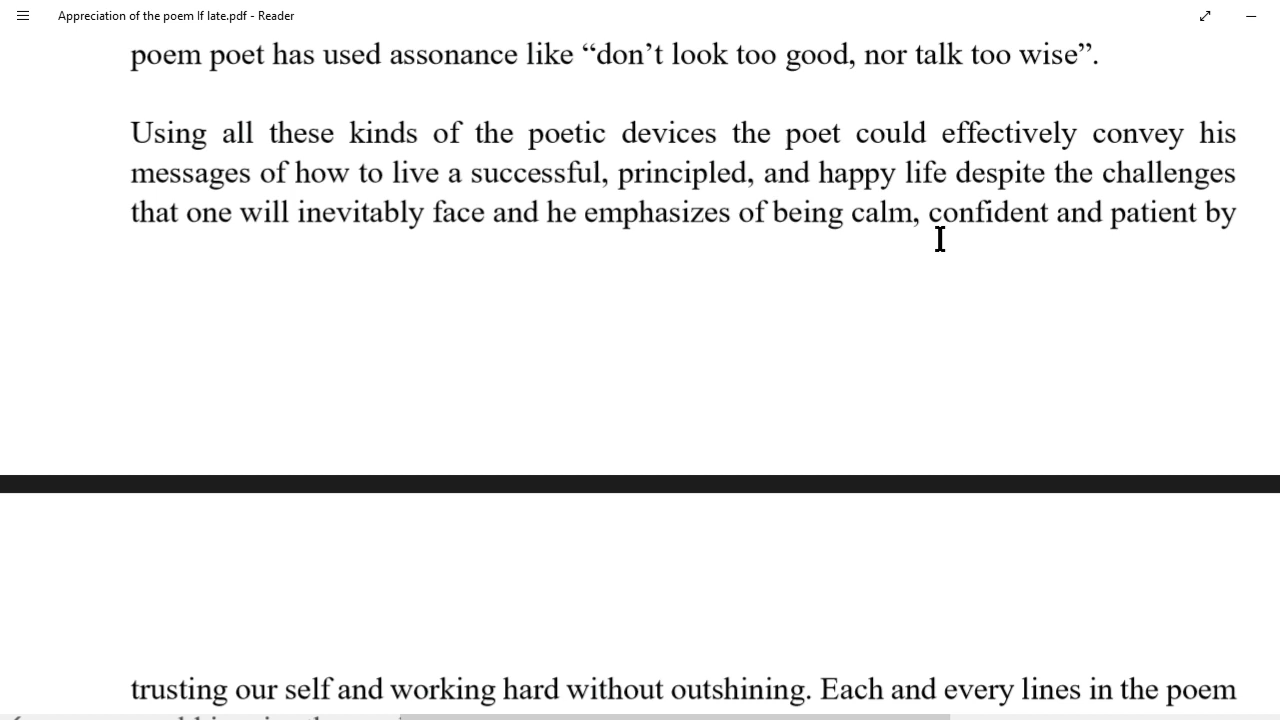 Appreciation of the poem If late.pdf - Reader
poem poet has used assonance like “don’t look too good, nor talk too wise”.
Using all these kinds of the poetic devices the poet could effectively convey his
messages of how to live a successful, principled, and happy life despite the challenges
that one will inevitably face and he emphasizes of being calm, confident and patient by
trusting our self and working hard without outshining. Each and every lines in the poem